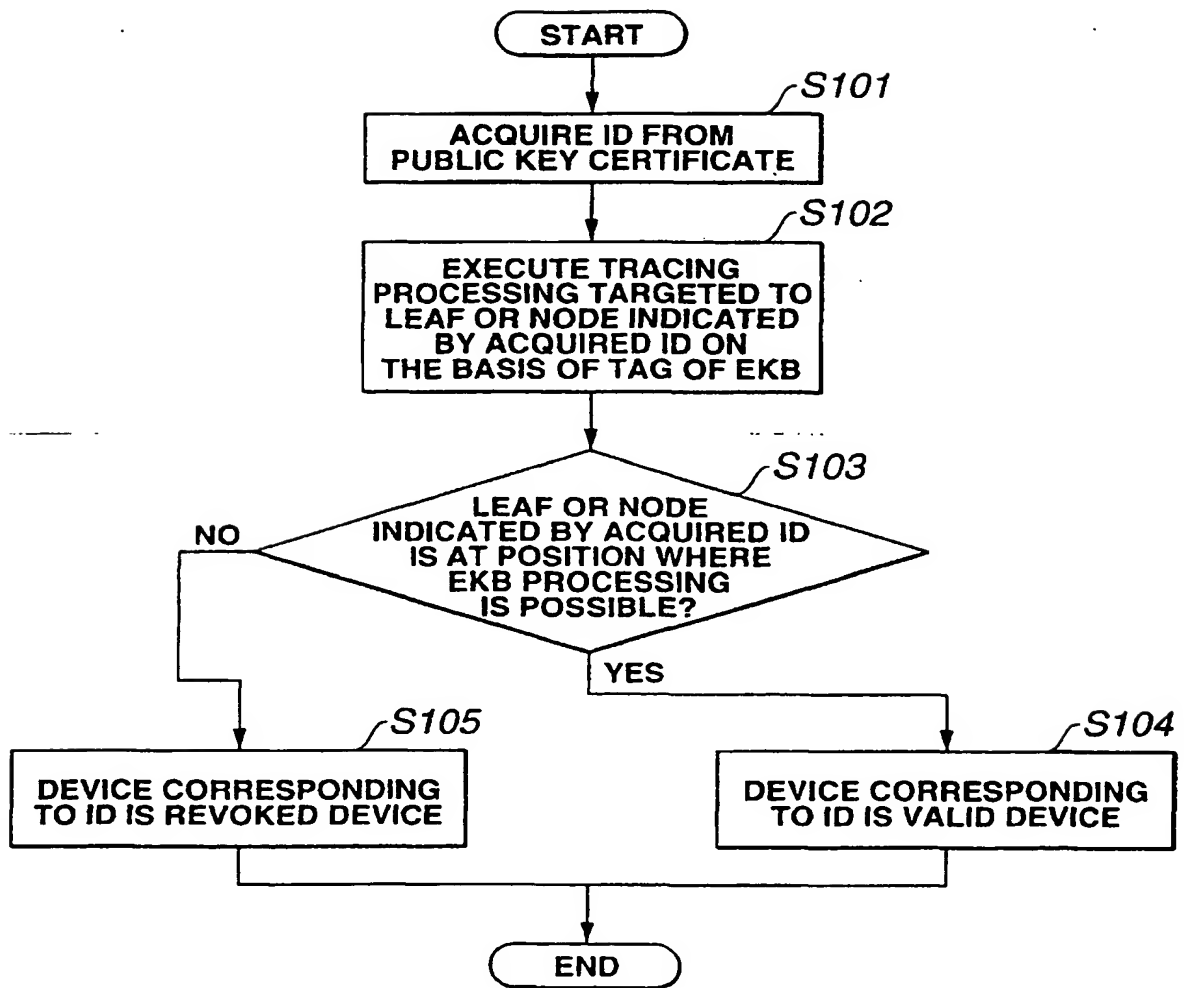 START
S101
ACQUIRE ID FROM
PUBLIC KEY CERTIFICATE
S102
EXECUTE TRACING
PROCESSING TARGETED TO
LEAF OR NODE INDICATED
BY ACQUIRED ID ON
THE BASIS OF TAG OF EKB
S103
LEAF OR NODE
INDICATED BY ACQUIRED ID
IS AT POSITION WHERE
EKB PROCESSING
IS POSSIBLE?
NO
YES
S105
DEVICE CORRESPONDING
TO ID IS REVOKED DEVICE
S104
DEVICE CORRESPONDING
TO ID IS VALID DEVICE
END